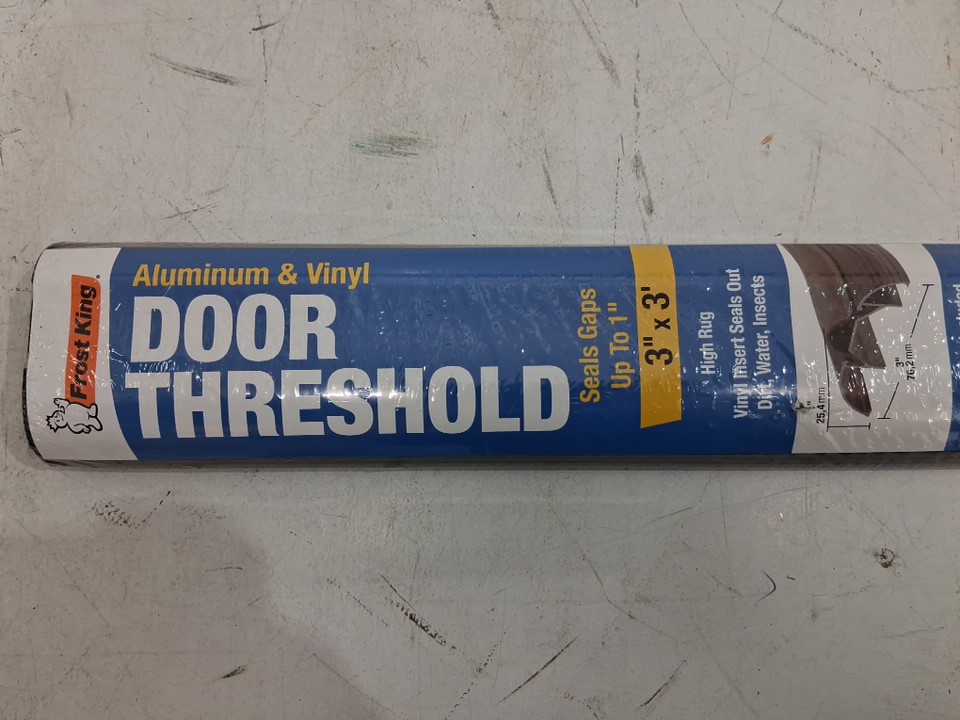 Frost King
Aluminum & Vinyl
DOOR
THRESHOLD
Seals Gaps
Up To 1"
3" x 3'
High Rug
Vinyl Insert Seals Out
Dirt, Water, Insects
25,4 mm
3"
76,2 mm